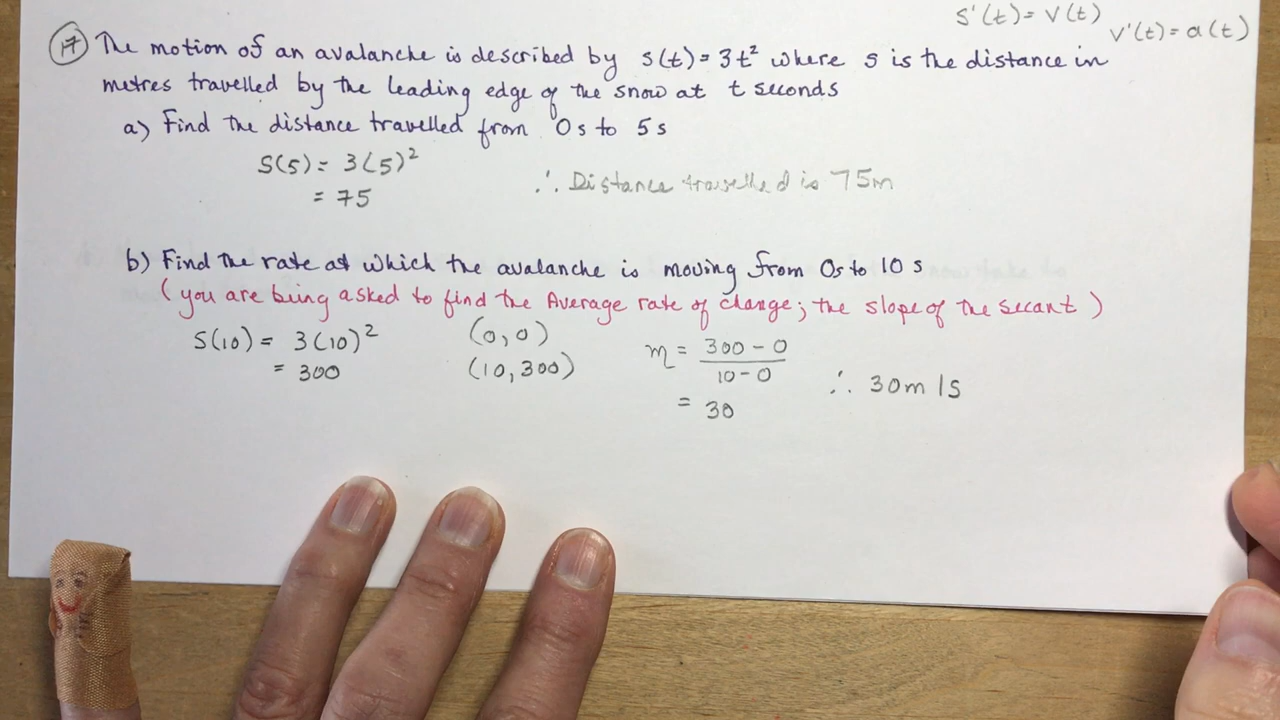 S'(t) = V(t)
V'(t) = a(t)
17 The motion of an avalanche is described by s(t) = 3t² where s is the distance in
metres travelled by the leading edge of the snow at t seconds
a) Find the distance travelled from 0s to 5s
S(5) = 3(5)²
= 75
∴ Distance travelled is 75m
b) Find the rate at which the avalanche is moving from 0s to 10 s
(you are being asked to find the Average rate of change; the slope of the secant)
S(10) = 3(10)²
= 300
(0,0)
(10,300)
m = 300 - 0
10 - 0
= 30
∴ 30m/s